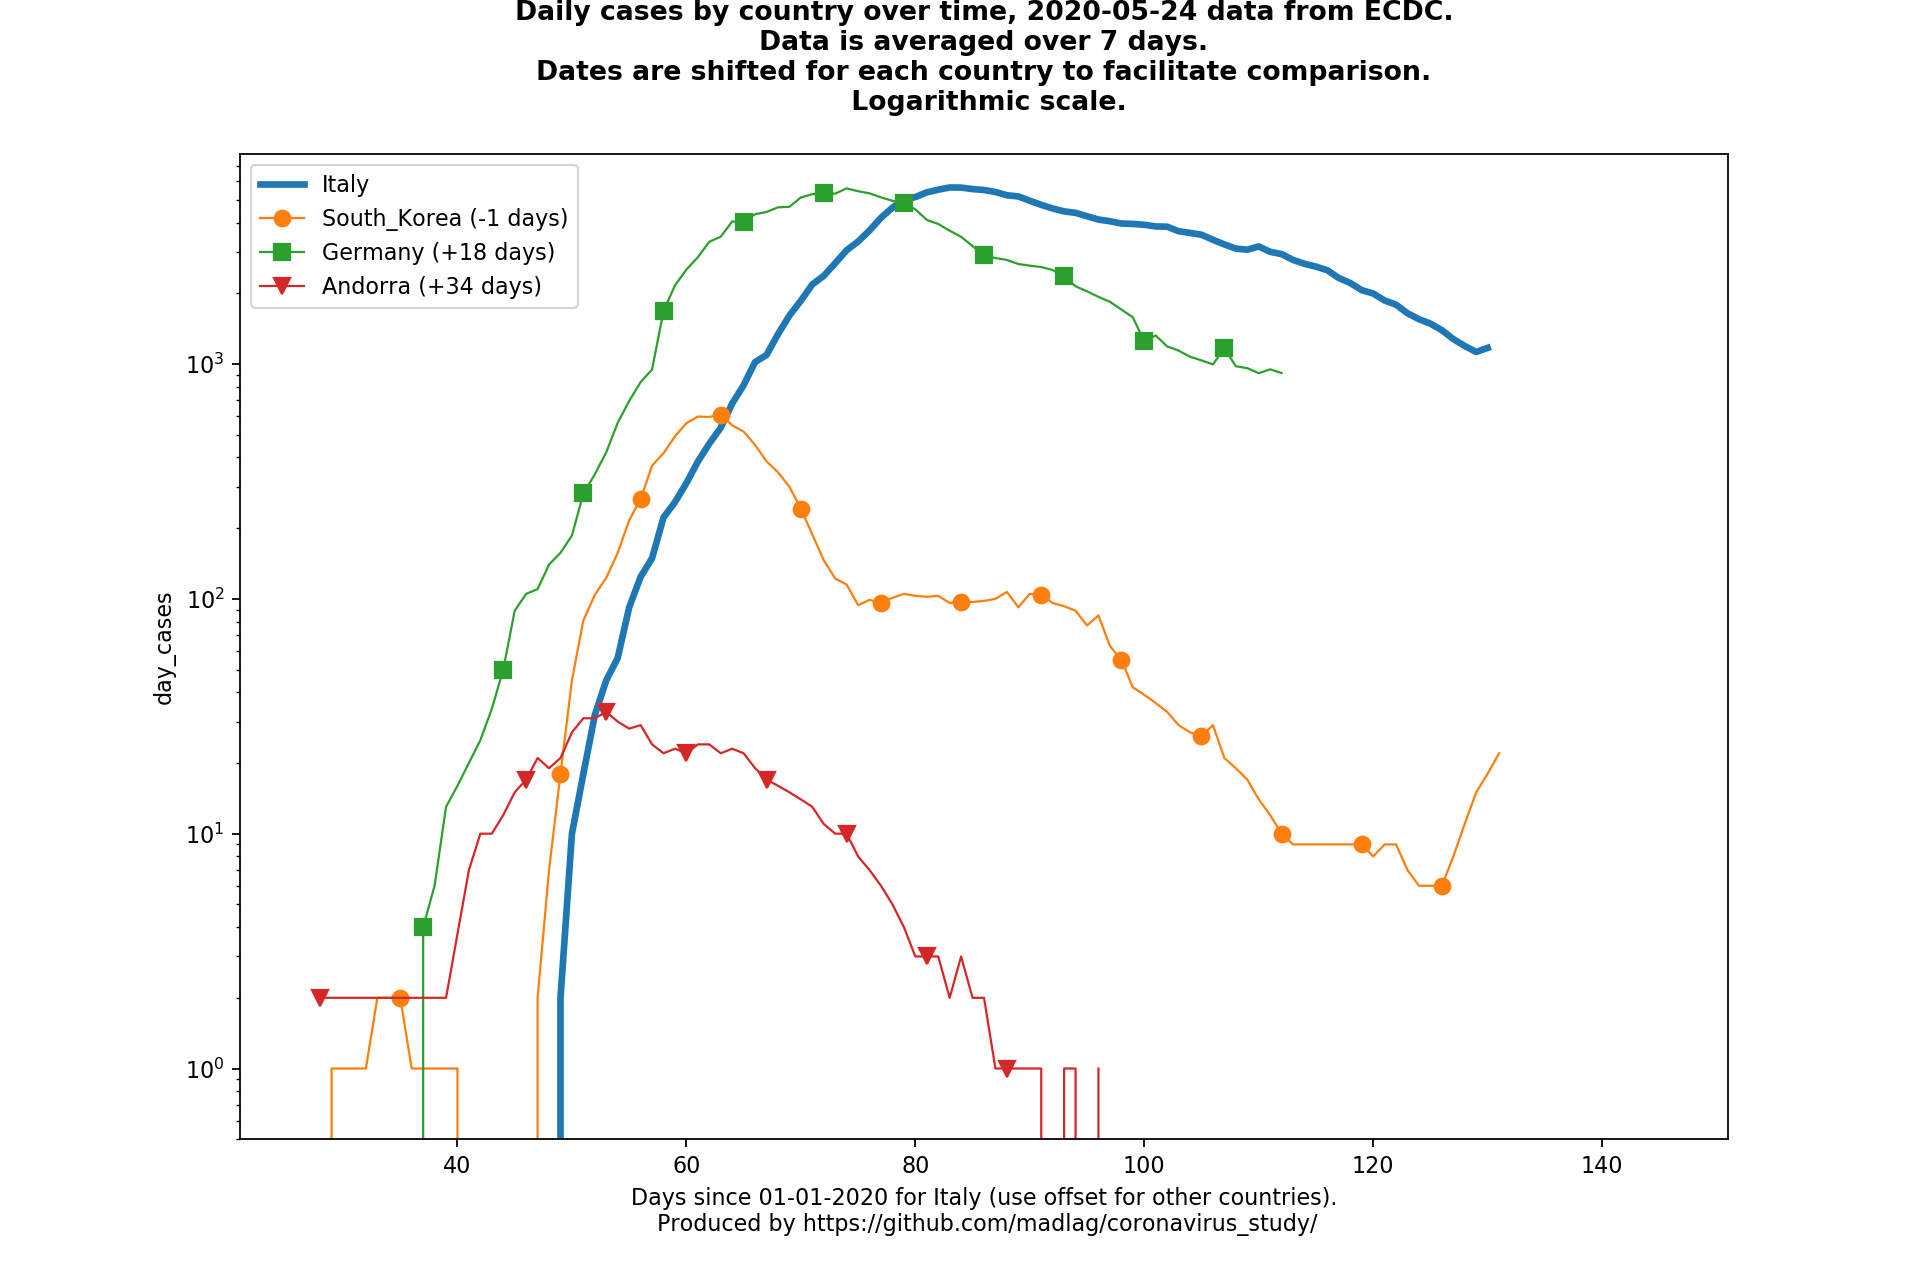 Daily cases by country over time, 2020-05-24 data from ECDC.
Data is averaged over 7 days.
Dates are shifted for each country to facilitate comparison.
Logarithmic scale.
Italy
South_Korea (-1 days)
Germany (+18 days)
Andorra (+34 days)
10³
10²
10¹
10⁰
day_cases
40 60 80 100 120 140
Days since 01-01-2020 for Italy (use offset for other countries).
Produced by https://github.com/madlag/coronavirus_study/